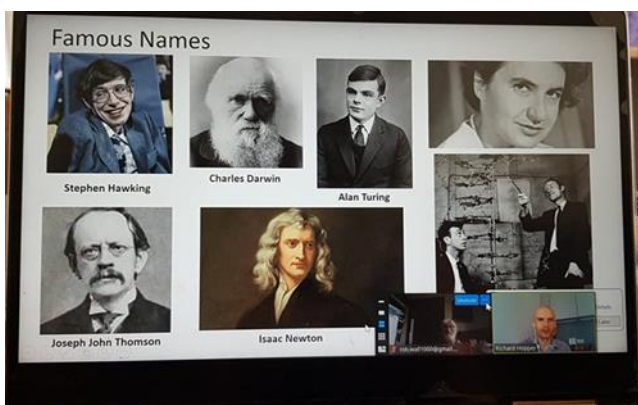 Famous Names
Stephen Hawking
Charles Darwin
Alan Turing
Joseph John Thomson
Isaac Newton
Richard Hopper